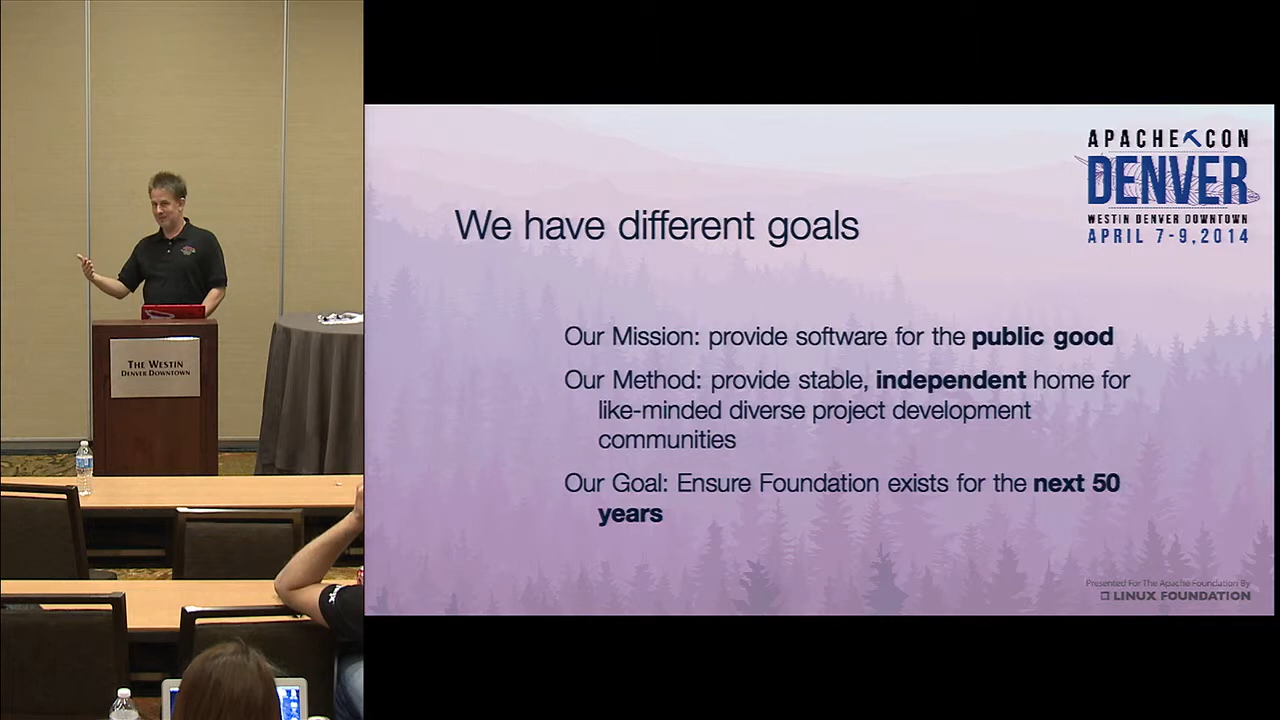 THE WESTIN
DENVER DOWNTOWN
APACHE CON
DENVER
WESTIN DENVER DOWNTOWN
APRIL 7-9, 2014
We have different goals
Our Mission: provide software for the public good
Our Method: provide stable, independent home for
like-minded diverse project development
communities
Our Goal: Ensure Foundation exists for the next 50
years
Presented For The Apache Foundation By
LINUX FOUNDATION